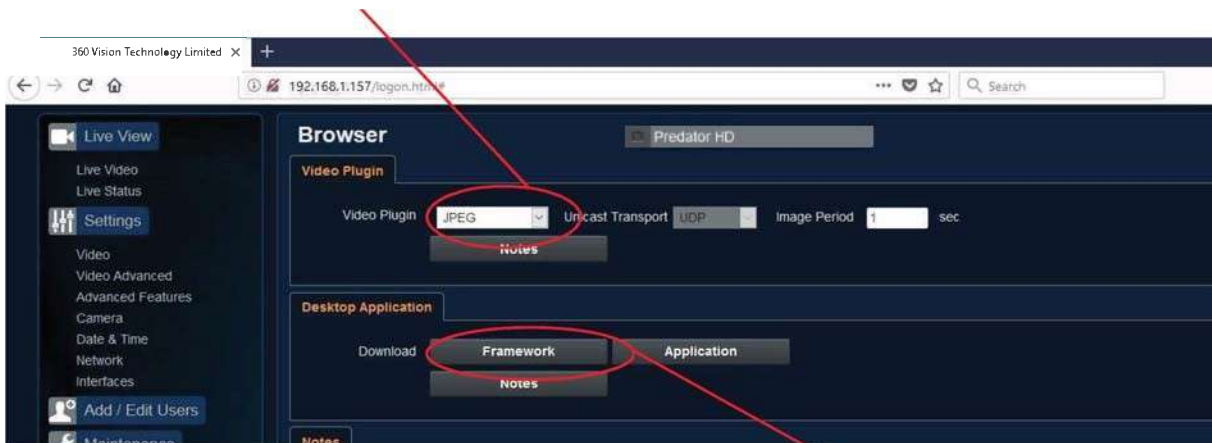 360 Vision Technology Limited × +
192.168.1.157/logon.html# ••• Search
Live View
Live Video
Live Status
Settings
Video
Video Advanced
Advanced Features
Camera
Date & Time
Network
Interfaces
Add / Edit Users
Maintenance
Browser Predator HD
Video Plugin
Video Plugin JPEG Unicast Transport UDP Image Period 1 sec
Notes
Desktop Application
Download Framework Application
Notes
Notes